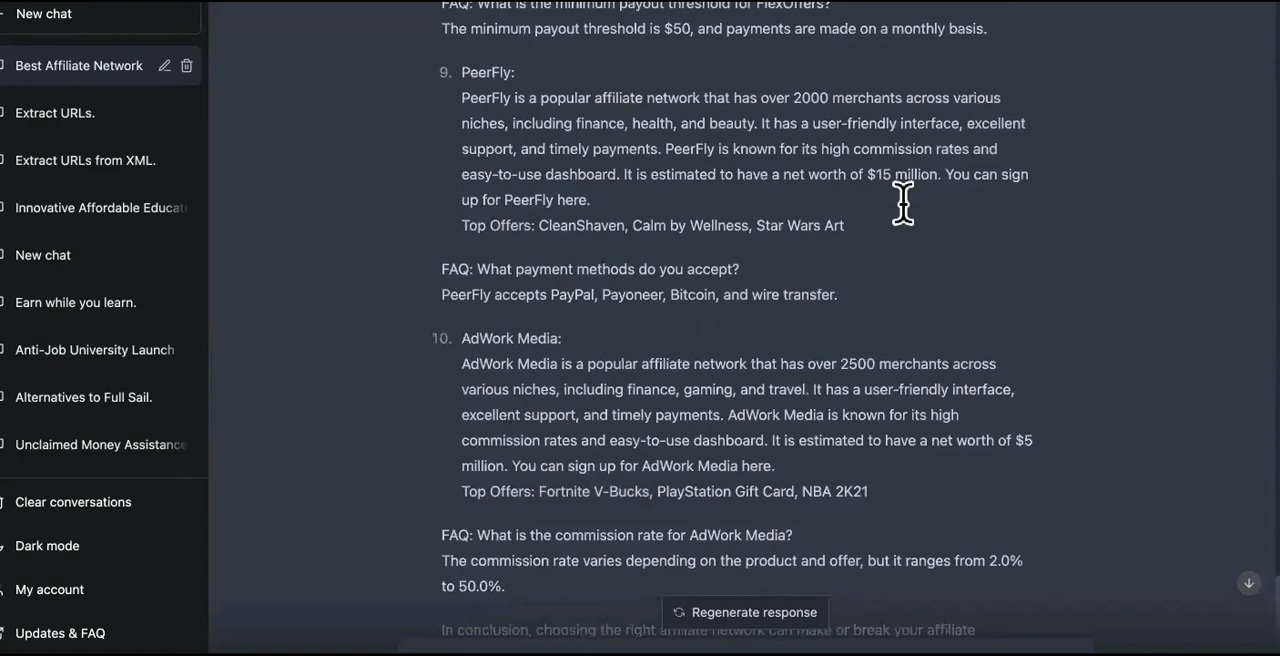 New chat
Best Affiliate Network
Extract URLs.
Extract URLs from XML.
Innovative Affordable Educat
New chat
Earn while you learn.
Anti-Job University Launch
Alternatives to Full Sail.
Unclaimed Money Assistance
Clear conversations
Dark mode
My account
Updates & FAQ
FAQ: What is the minimum payout threshold for FlexOffers?
The minimum payout threshold is $50, and payments are made on a monthly basis.
9. PeerFly:
PeerFly is a popular affiliate network that has over 2000 merchants across various
niches, including finance, health, and beauty. It has a user-friendly interface, excellent
support, and timely payments. PeerFly is known for its high commission rates and
easy-to-use dashboard. It is estimated to have a net worth of $15 million. You can sign
up for PeerFly here.
Top Offers: CleanShaven, Calm by Wellness, Star Wars Art
FAQ: What payment methods do you accept?
PeerFly accepts PayPal, Payoneer, Bitcoin, and wire transfer.
10. AdWork Media:
AdWork Media is a popular affiliate network that has over 2500 merchants across
various niches, including finance, gaming, and travel. It has a user-friendly interface,
excellent support, and timely payments. AdWork Media is known for its high
commission rates and easy-to-use dashboard. It is estimated to have a net worth of $5
million. You can sign up for AdWork Media here.
Top Offers: Fortnite V-Bucks, PlayStation Gift Card, NBA 2K21
FAQ: What is the commission rate for AdWork Media?
The commission rate varies depending on the product and offer, but it ranges from 2.0%
to 50.0%.
Regenerate response
In conclusion, choosing the right affiliate network can make or break your affiliate